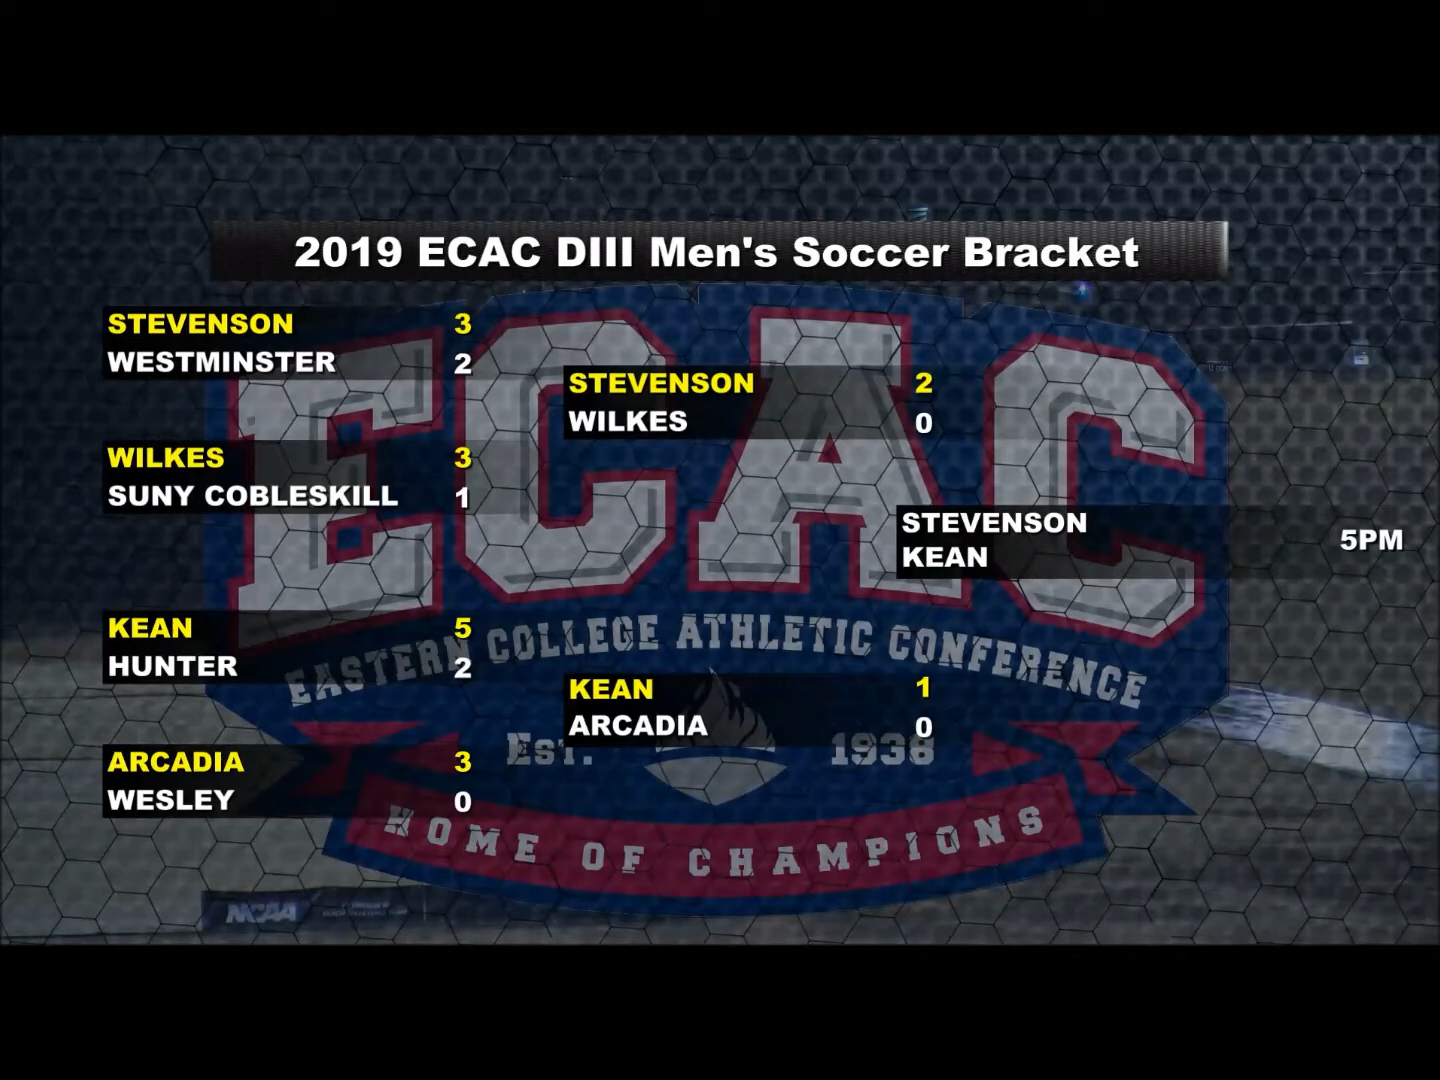 2019 ECAC DIII Men's Soccer Bracket
STEVENSON 3
WESTMINSTER 2
WILKES 3
SUNY COBLESKILL 1
KEAN 5
HUNTER 2
ARCADIA 3
WESLEY 0
STEVENSON 2
WILKES 0
KEAN 1
ARCADIA 0
STEVENSON
KEAN
5PM
ECAC
EASTERN COLLEGE ATHLETIC CONFERENCE
EST. 1938
HOME OF CHAMPIONS
NCAA